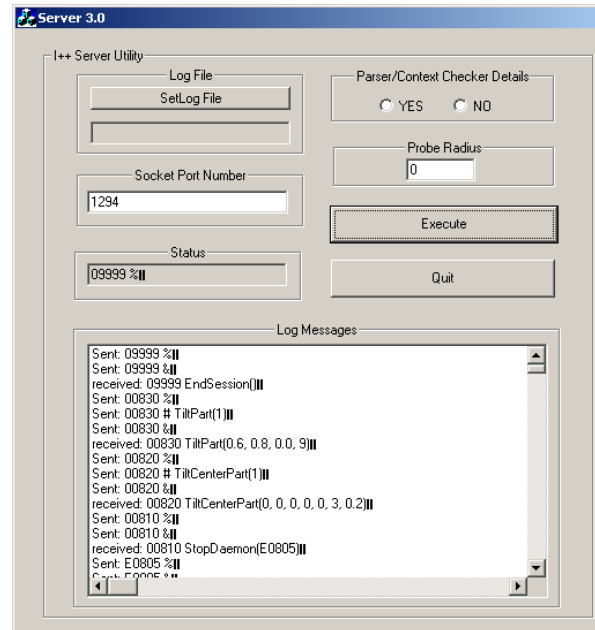 Server 3.0
I++ Server Utility
Log File
SetLog File
Parser/Context Checker Details
YES NO
Probe Radius
0
Socket Port Number
1294
Execute
Status
09999 %
Quit
Log Messages
Sent: 09999 %
Sent: 09999 &
received: 09999 EndSession()
Sent: 00830 %
Sent: 00830 # TiltPart(1)
Sent: 00830 &
received: 00830 TiltPart(0.6, 0.8, 0.0, 9)
Sent: 00820 %
Sent: 00820 # TiltCenterPart(1)
Sent: 00820 &
received: 00820 TiltCenterPart(0, 0, 0, 0, 0, 3, 0.2)
Sent: 00810 %
Sent: 00810 &
received: 00810 StopDaemon(E0805)
Sent: E0805 %
Sent: E0805 &